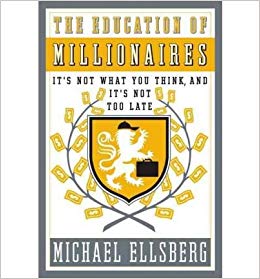 THE EDUCATION OF
MILLIONAIRES
IT'S NOT WHAT YOU THINK, AND
IT'S NOT
TOO LATE
MICHAEL ELLSBERG